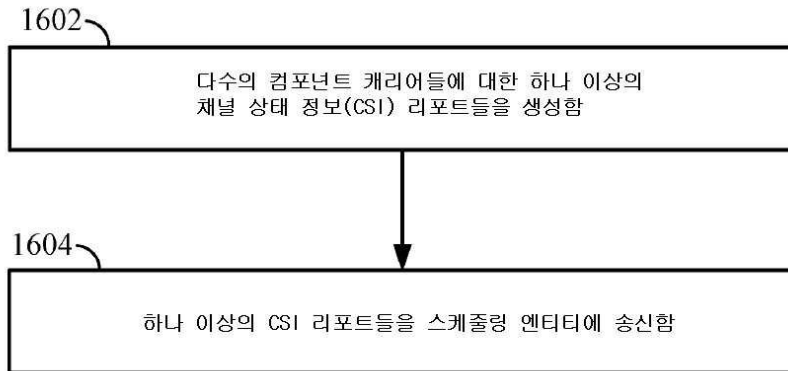 1602
다수의 컴포넌트 캐리어들에 대한 하나 이상의
채널 상태 정보(CSI) 리포트들을 생성함
1604
하나 이상의 CSI 리포트들을 스케줄링 엔티티에 송신함